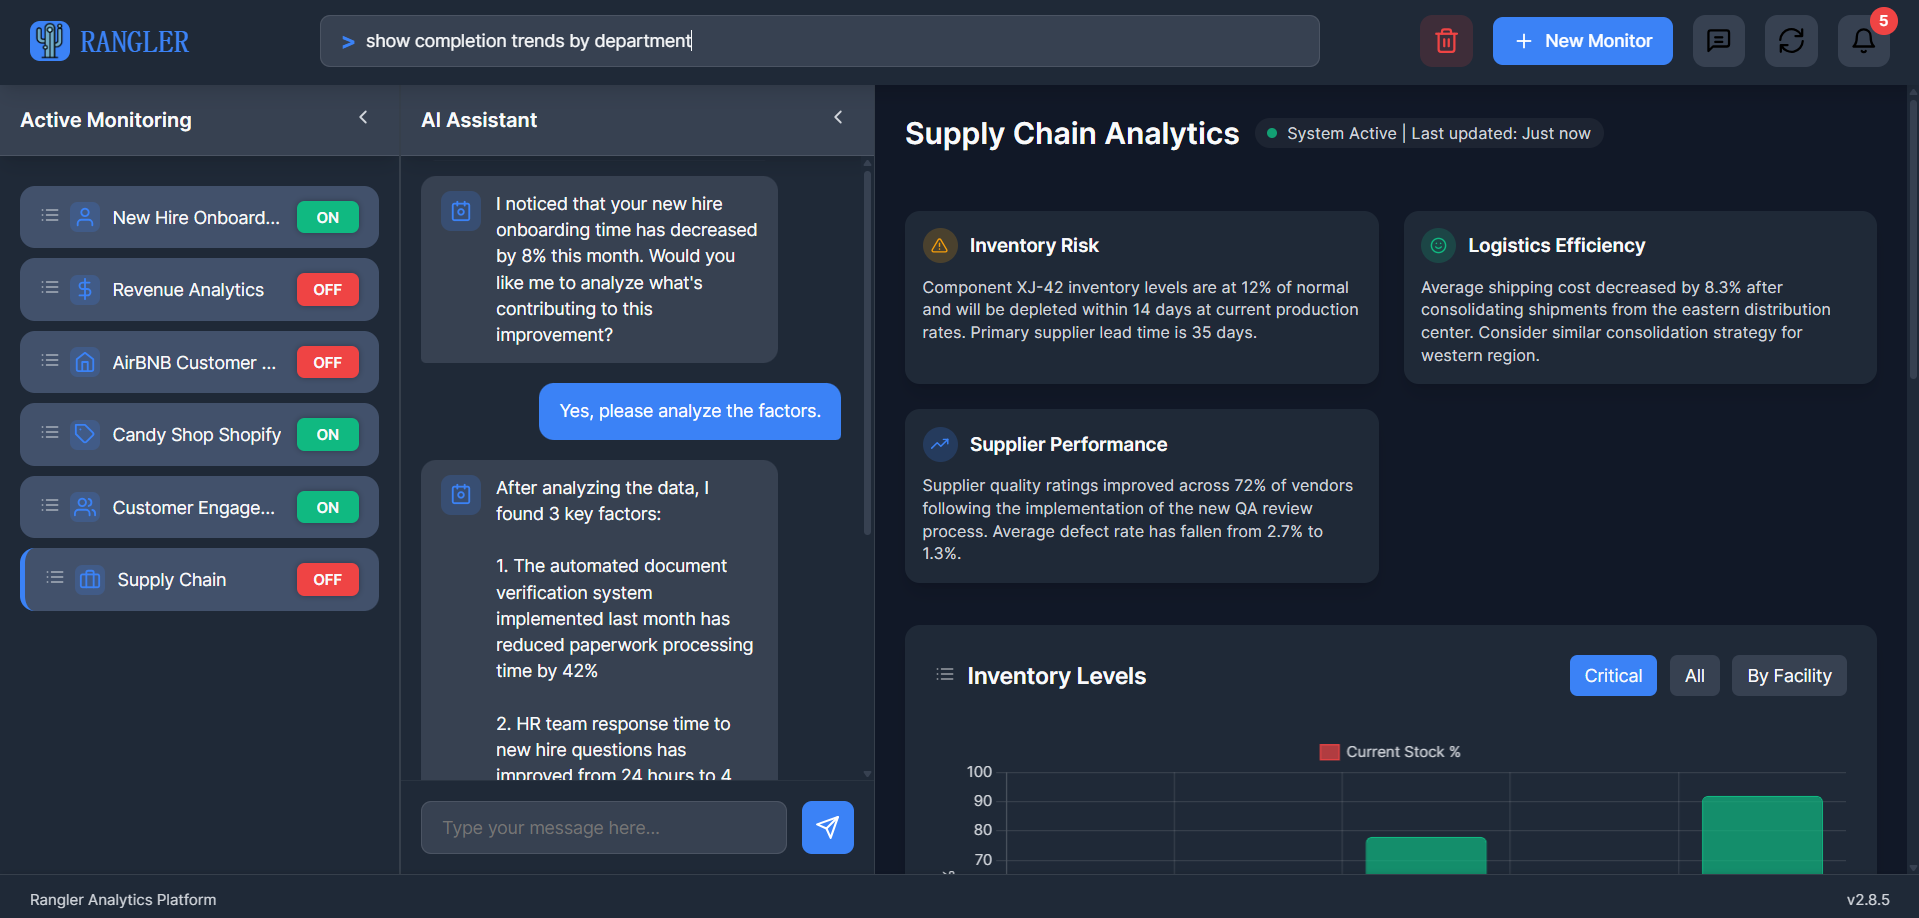 RANGLER
> show completion trends by department
New Monitor
5
Active Monitoring
New Hire Onboard...
ON
Revenue Analytics
OFF
AirBNB Customer ...
OFF
Candy Shop Shopify
ON
Customer Engage...
ON
Supply Chain
OFF
AI Assistant
I noticed that your new hire
onboarding time has decreased
by 8% this month. Would you
like me to analyze what's
contributing to this
improvement?
Yes, please analyze the factors.
After analyzing the data, I
found 3 key factors:
1. The automated document
verification system
implemented last month has
reduced paperwork processing
time by 42%
2. HR team response time to
new hire questions has
improved from 24 hours to 4
Type your message here...
Supply Chain Analytics
System Active | Last updated: Just now
Inventory Risk
Component XJ-42 inventory levels are at 12% of normal
and will be depleted within 14 days at current production
rates. Primary supplier lead time is 35 days.
Logistics Efficiency
Average shipping cost decreased by 8.3% after
consolidating shipments from the eastern distribution
center. Consider similar consolidation strategy for
western region.
Supplier Performance
Supplier quality ratings improved across 72% of vendors
following the implementation of the new QA review
process. Average defect rate has fallen from 2.7% to
1.3%.
Inventory Levels
Critical
All
By Facility
Current Stock %
100
90
80
70
Rangler Analytics Platform
v2.8.5